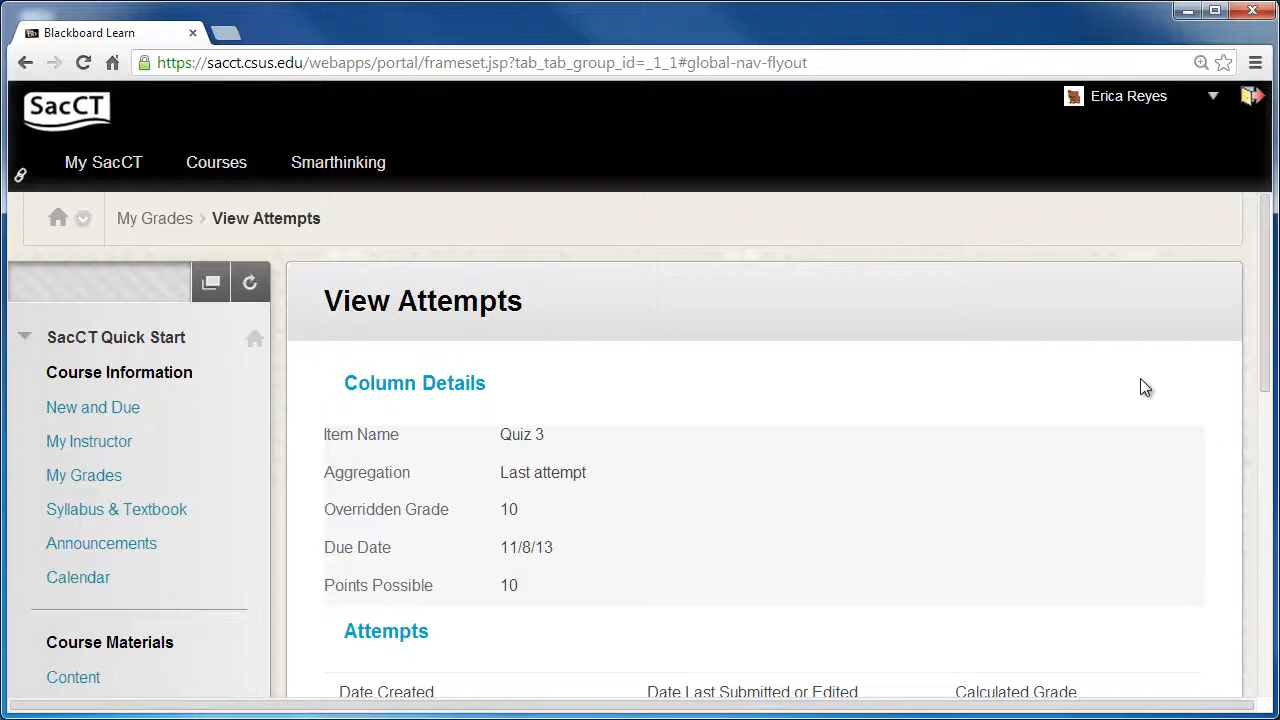 Blackboard Learn
https://sacct.csus.edu/webapps/portal/frameset.jsp?tab_tab_group_id=_1_1#global-nav-flyout
SacCT
Erica Reyes
My SacCT Courses Smarthinking
My Grades View Attempts
View Attempts
SacCT Quick Start
Course Information
New and Due
My Instructor
My Grades
Syllabus & Textbook
Announcements
Calendar
Course Materials
Content
Column Details
Item Name Quiz 3
Aggregation Last attempt
Overridden Grade 10
Due Date 11/8/13
Points Possible 10
Attempts
Date Created Date Last Submitted or Edited Calculated Grade